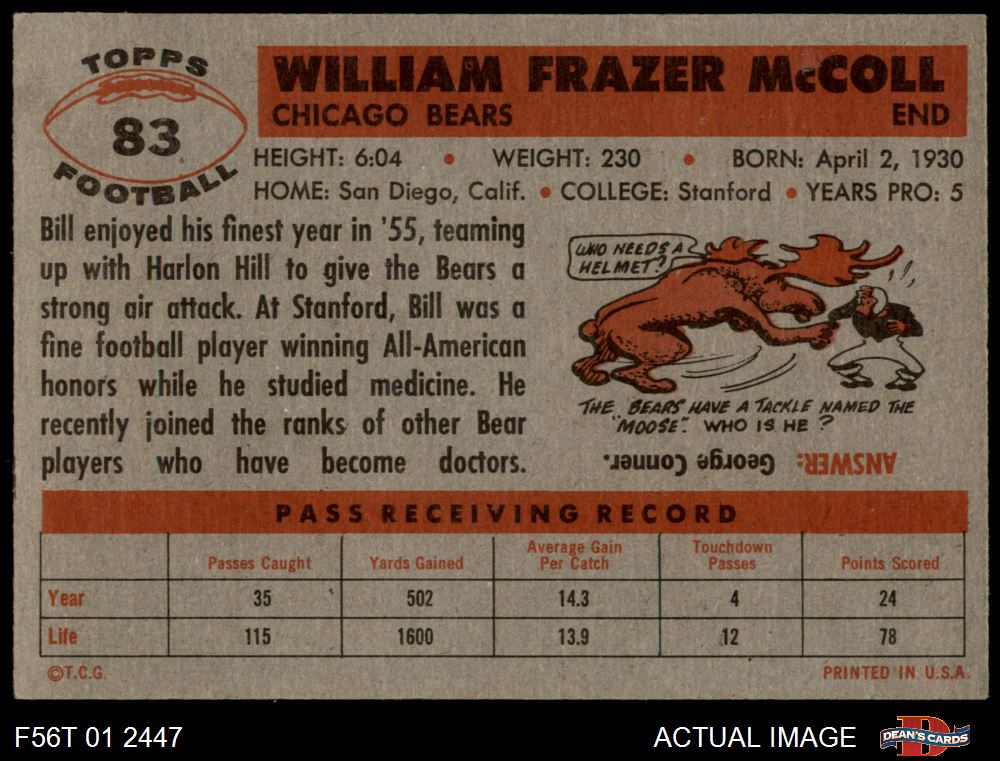 TOPPS
83
FOOTBALL
WILLIAM FRAZER McCOLL
CHICAGO BEARS END
HEIGHT: 6:04 • WEIGHT: 230 • BORN: April 2, 1930
HOME: San Diego, Calif. • COLLEGE: Stanford • YEARS PRO: 5
Bill enjoyed his finest year in '55, teaming
up with Harlon Hill to give the Bears a
strong air attack. At Stanford, Bill was a
fine football player winning All-American
honors while he studied medicine. He
recently joined the ranks of other Bear
players who have become doctors.
WHO NEEDS A
HELMET?
THE "BEARS" HAVE A TACKLE NAMED THE
"MOOSE". WHO IS HE?
ANSWER: George Conner.
PASS RECEIVING RECORD
Passes Caught Yards Gained Average Gain Per Catch Touchdown Passes Points Scored
Year 35 502 14.3 4 24
Life 115 1600 13.9 12 78
©T.C.G. PRINTED IN U.S.A.
F56T 01 2447 ACTUAL IMAGE D DEAN'S CARDS